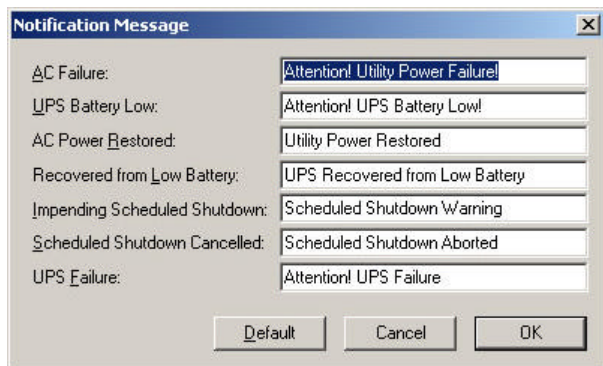 Notification Message
AC Failure: Attention! Utility Power Failure!
UPS Battery Low: Attention! UPS Battery Low!
AC Power Restored: Utility Power Restored
Recovered from Low Battery: UPS Recovered from Low Battery
Impending Scheduled Shutdown: Scheduled Shutdown Warning
Scheduled Shutdown Cancelled: Scheduled Shutdown Aborted
UPS Failure: Attention! UPS Failure
Default Cancel OK